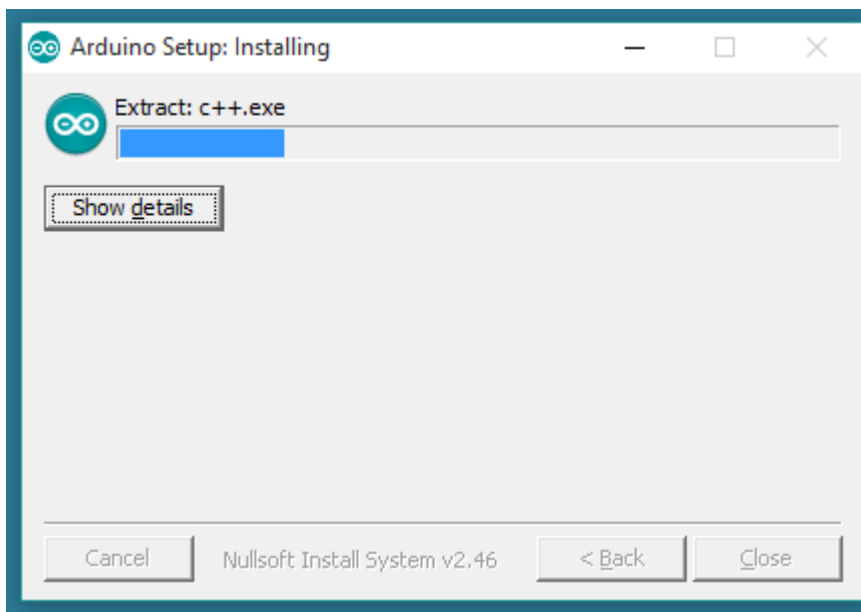 Arduino Setup: Installing
Extract: c++.exe
Show details
Cancel
Nullsoft Install System v2.46
< Back
Close